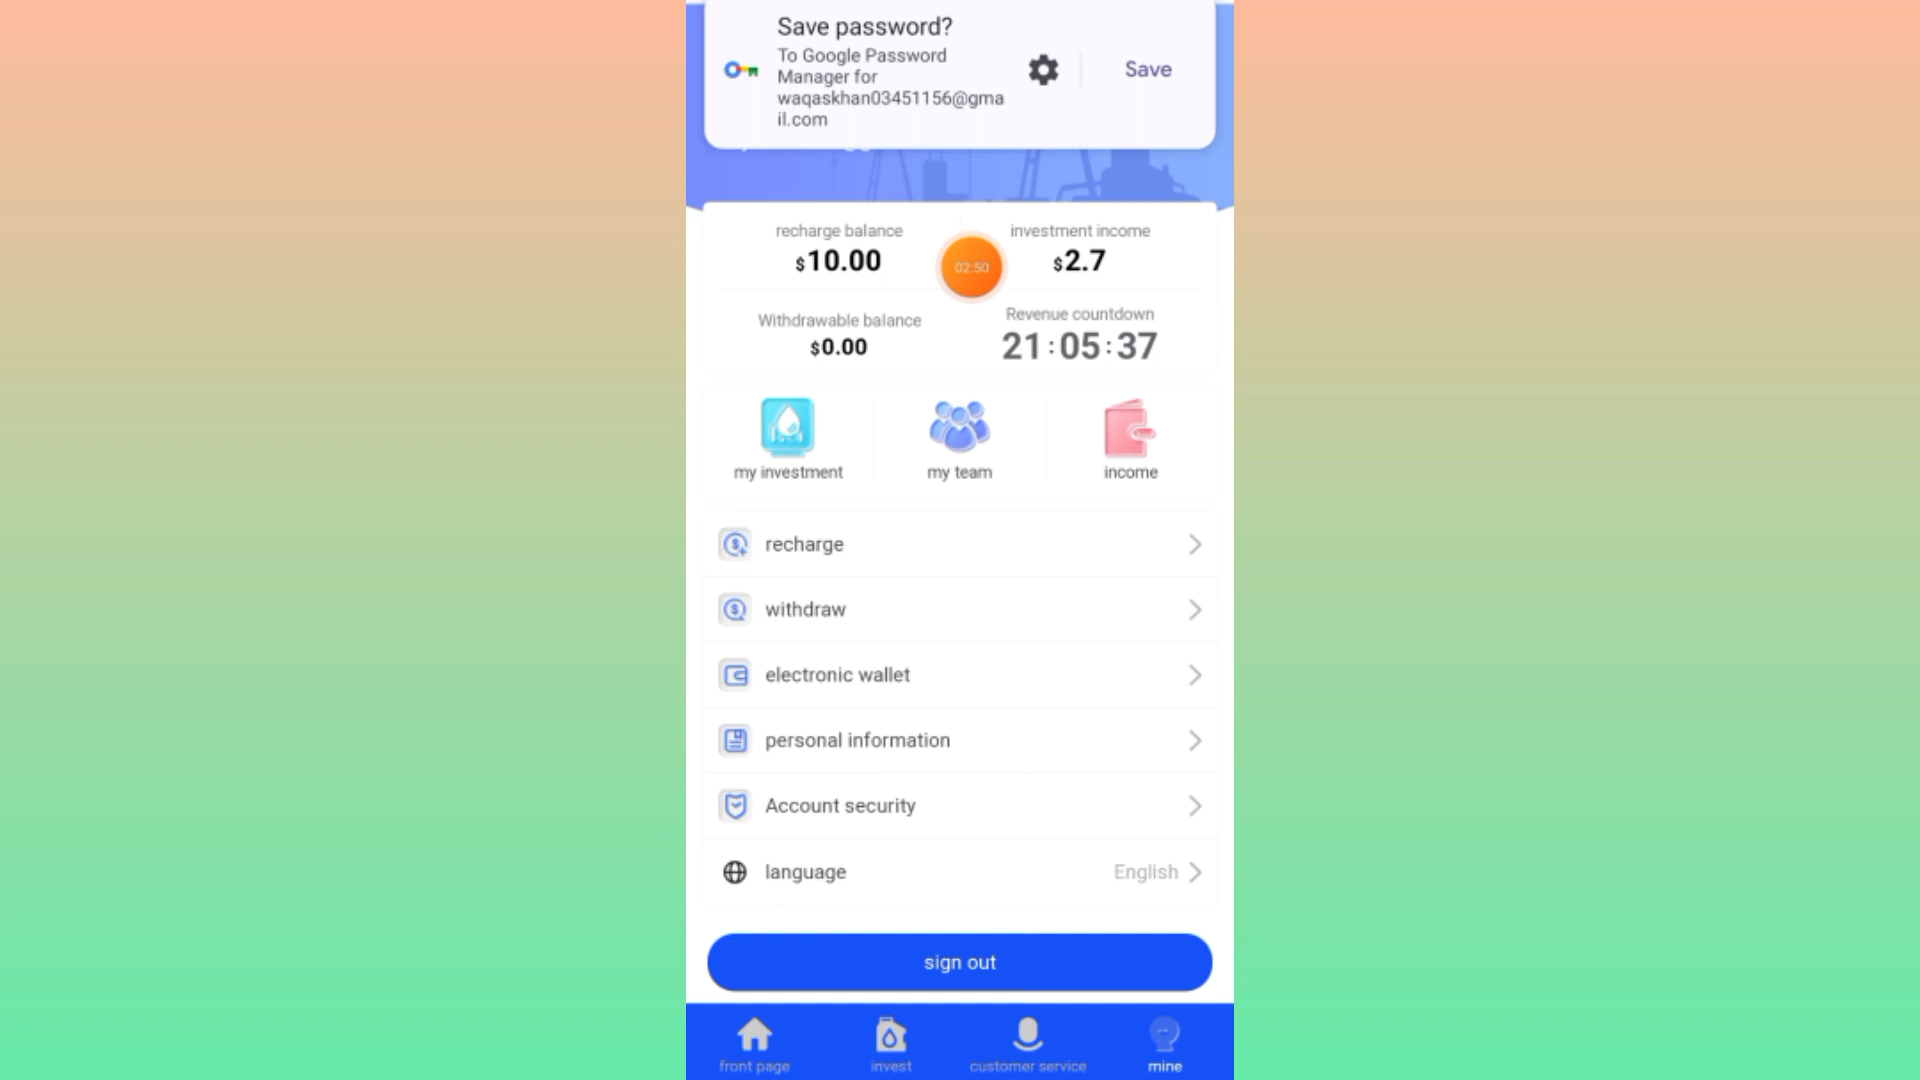 Save password?
To Google Password
Manager for
waqaskhan03451156@gma
il.com
Save
recharge balance
$10.00
02:50
investment income
$2.7
Withdrawable balance
$0.00
Revenue countdown
21:05:37
my investment
my team
income
recharge
withdraw
electronic wallet
personal information
Account security
language
English
sign out
front page
invest
customer service
mine